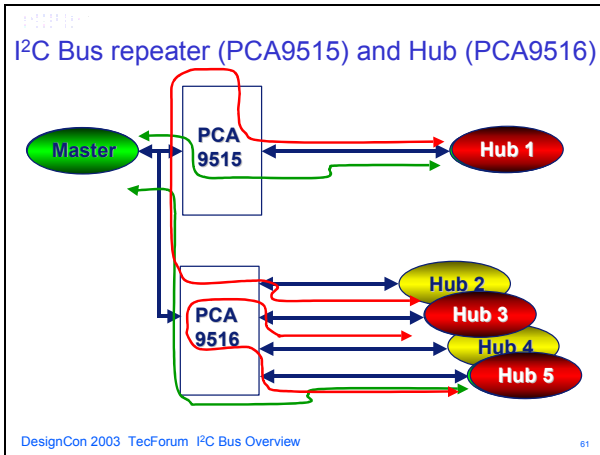 I²C Bus repeater (PCA9515) and Hub (PCA9516)
Master
PCA
9515
Hub 1
Hub 2
PCA
9516
Hub 3
Hub 4
Hub 5
DesignCon 2003 TecForum I²C Bus Overview
61